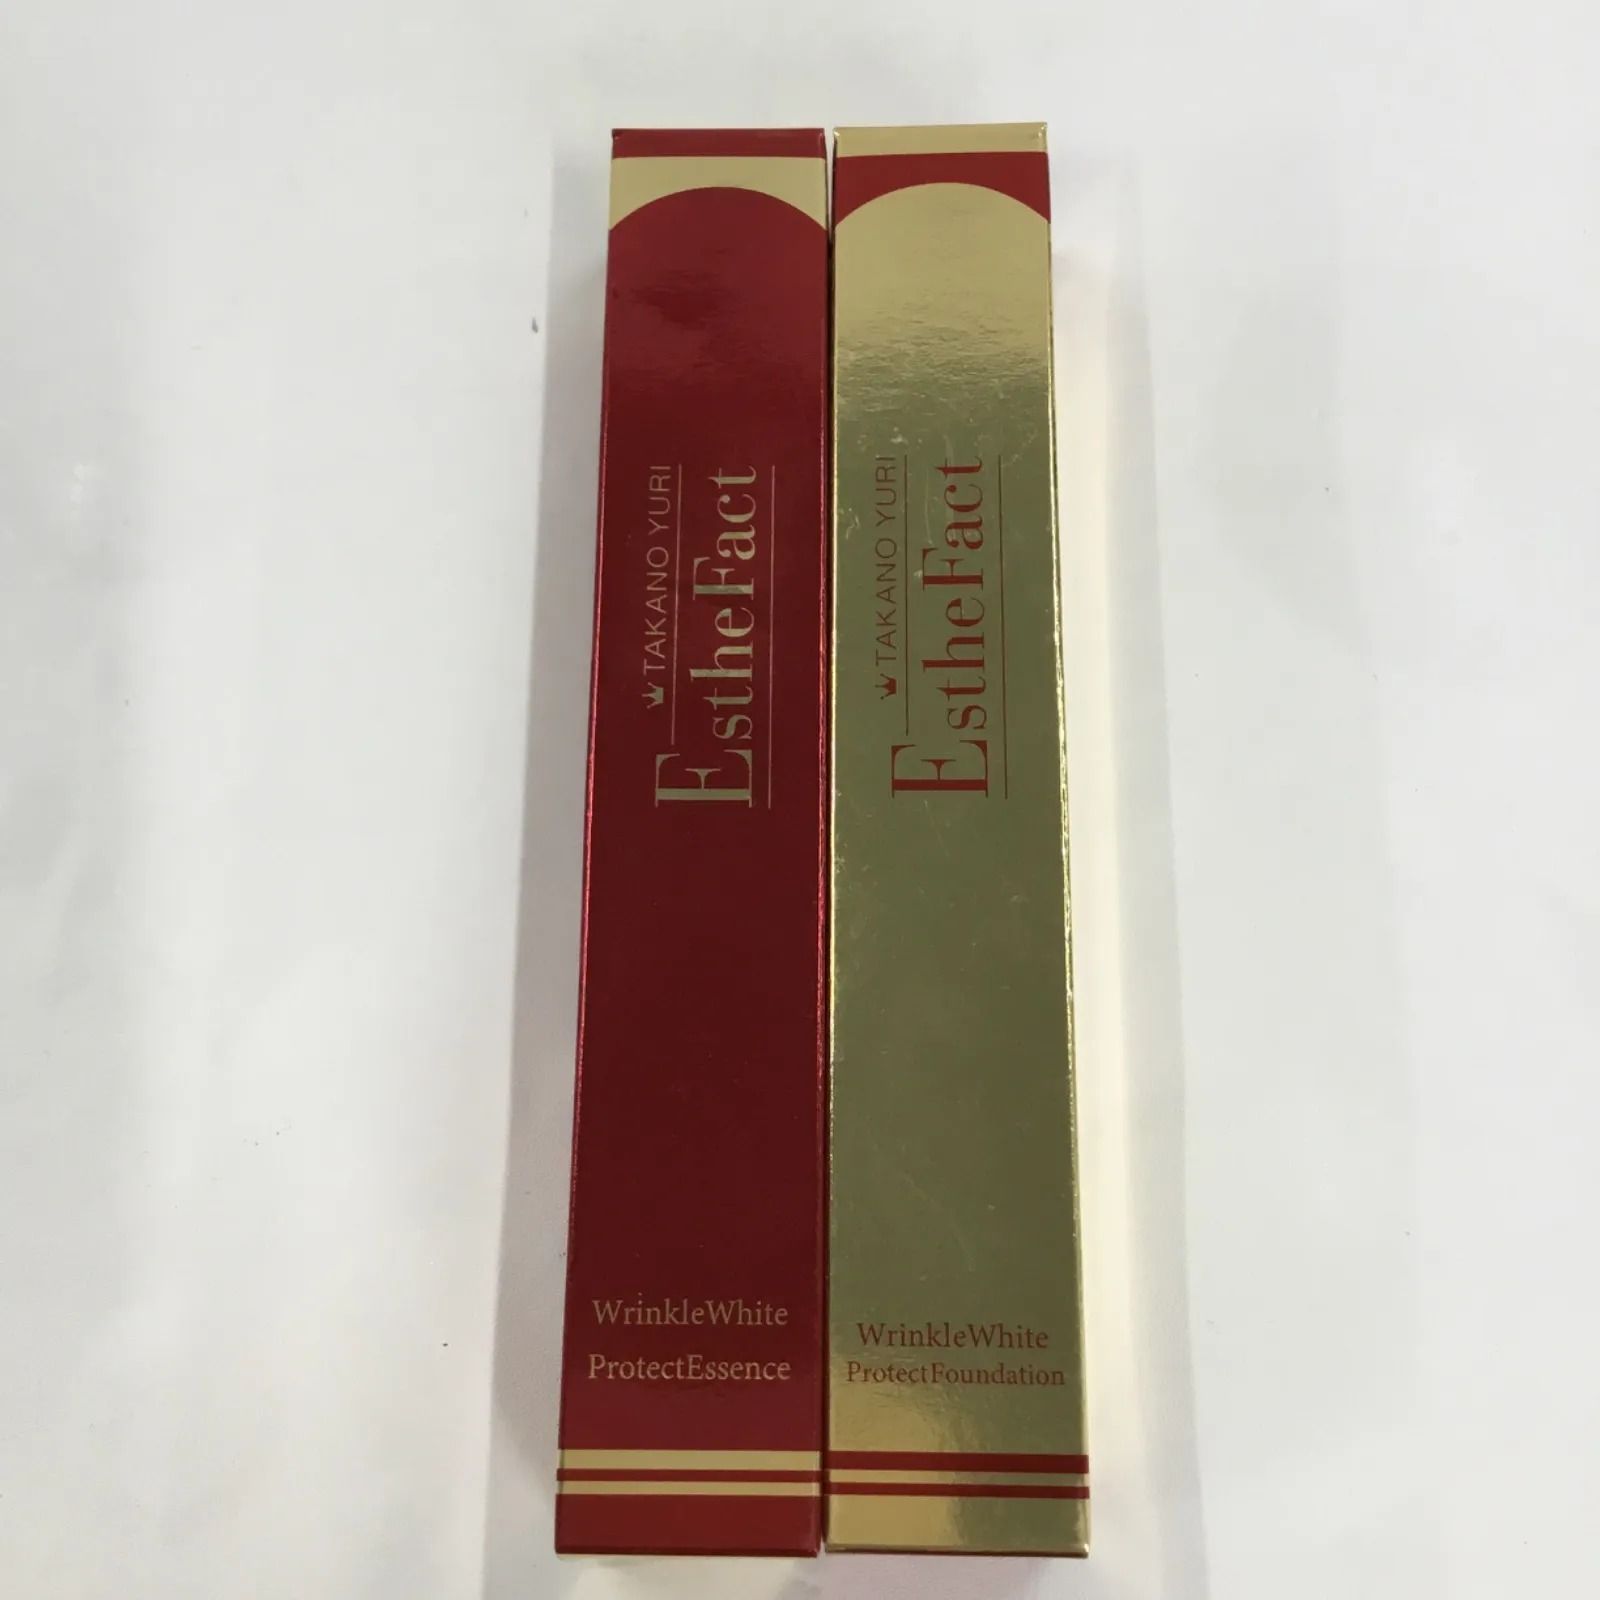 TAKANO YURI
EstheFact
WrinkleWhite
ProtectEssence
TAKANO YURI
EstheFact
WrinkleWhite
ProtectFoundation